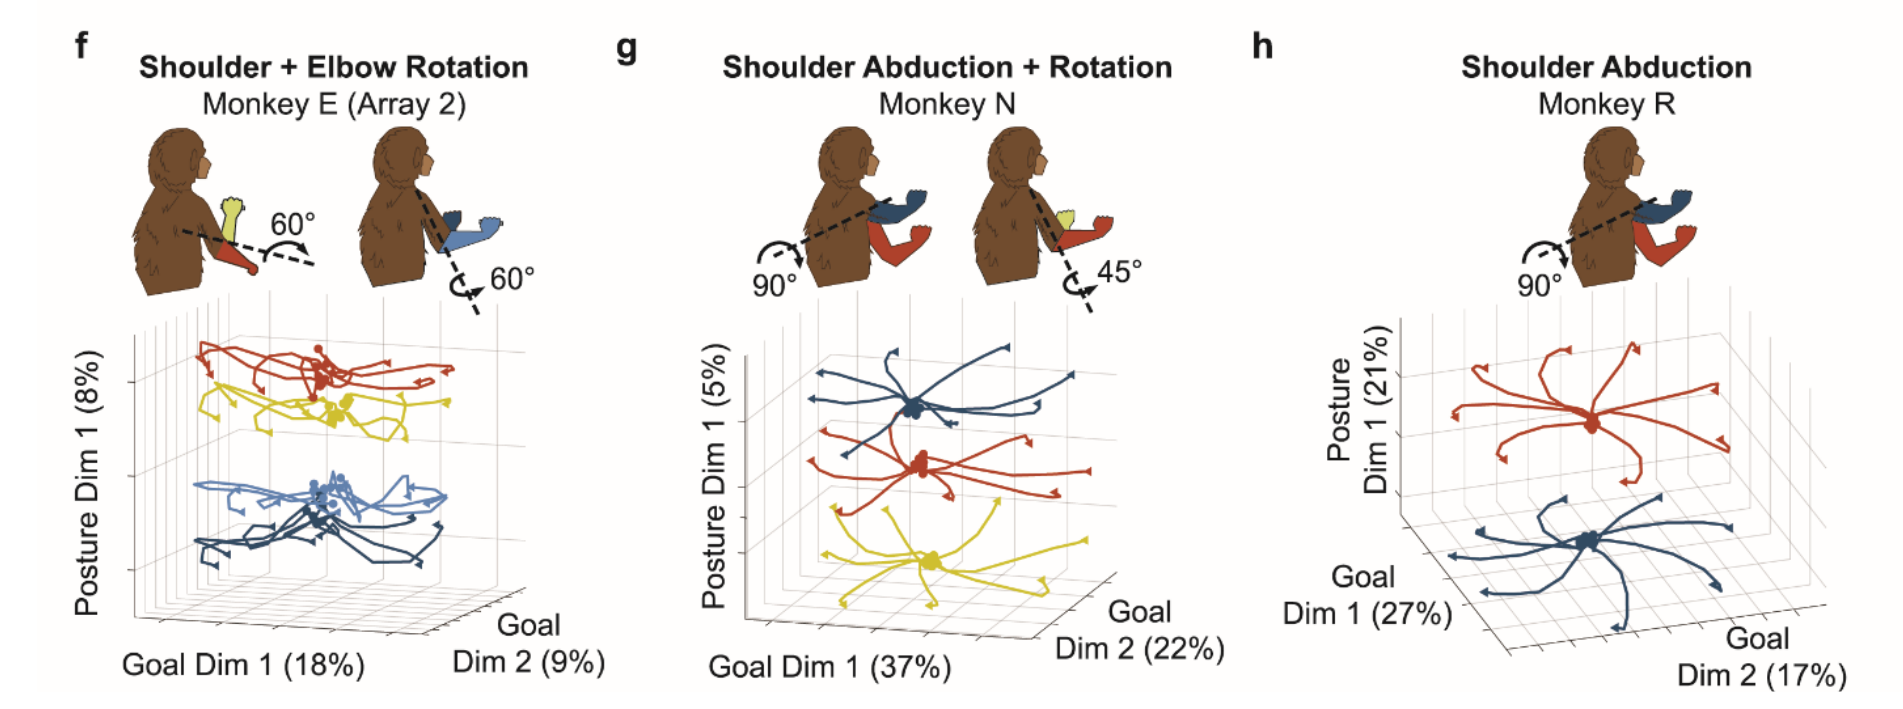 f
Shoulder + Elbow Rotation
Monkey E (Array 2)
60°
60°
Posture Dim 1 (8%)
Goal Dim 1 (18%)
Goal
Dim 2 (9%)
g
Shoulder Abduction + Rotation
Monkey N
90°
45°
Posture Dim 1 (5%)
Goal Dim 1 (37%)
Goal
Dim 2 (22%)
h
Shoulder Abduction
Monkey R
90°
Posture
Dim 1 (21%)
Goal
Dim 1 (27%)
Goal
Dim 2 (17%)